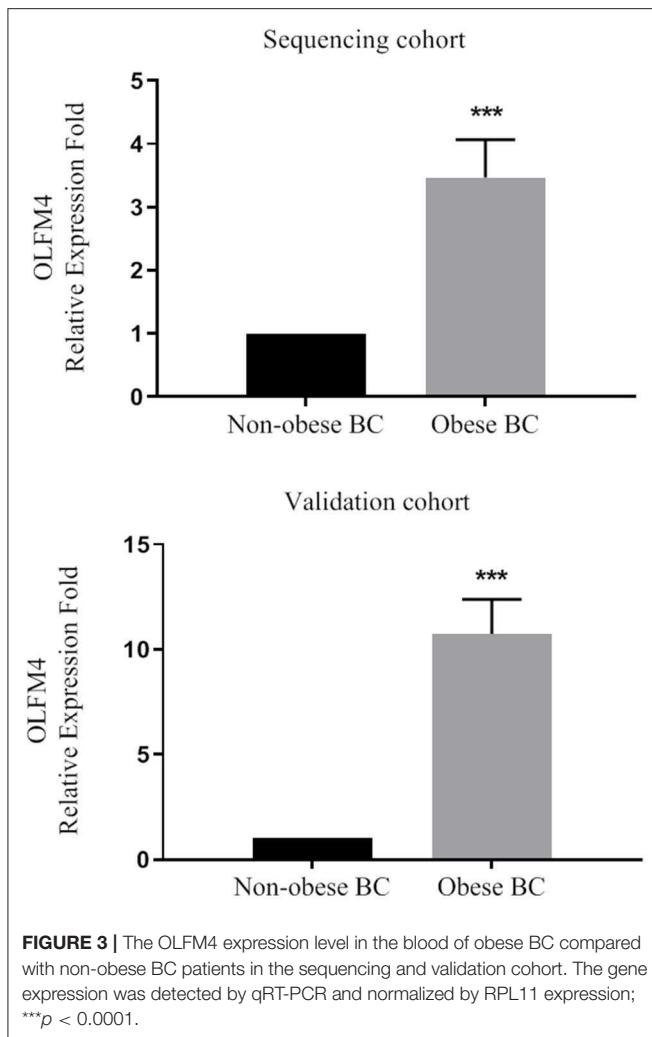 Sequencing cohort
OLFM4
Relative Expression Fold
5
4
3
2
1
0
***
Non-obese BC Obese BC
Validation cohort
OLFM4
Relative Expression Fold
15
10
5
0
***
Non-obese BC Obese BC
FIGURE 3 | The OLFM4 expression level in the blood of obese BC compared
with non-obese BC patients in the sequencing and validation cohort. The gene
expression was detected by qRT-PCR and normalized by RPL11 expression;
***p < 0.0001.